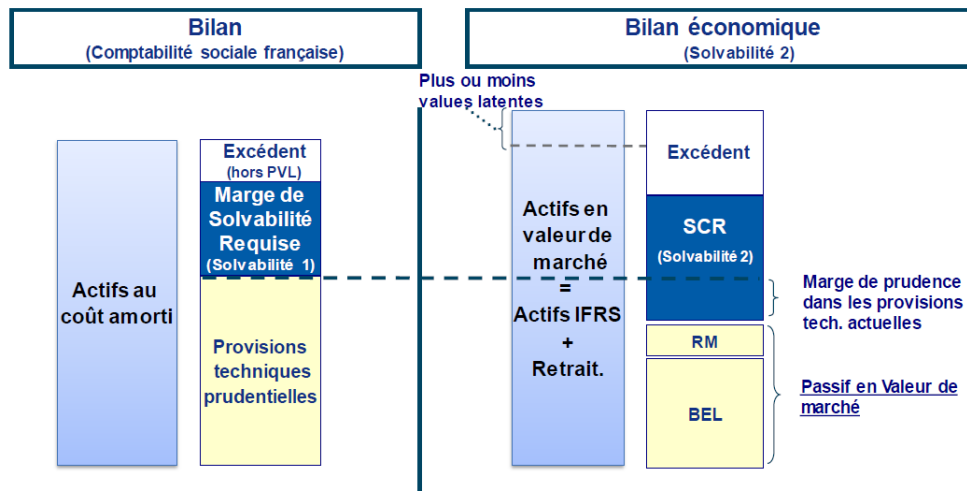 Bilan
(Comptabilité sociale française)
Bilan économique
(Solvabilité 2)
Plus ou moins
values latentes
Actifs au
coût amorti
Excédent
(hors PVL)
Marge de
Solvabilité
Requise
(Solvabilité 1)
Provisions
techniques
prudentielles
Actifs en
valeur de
marché
=
Actifs IFRS
+
Retrait.
Excédent
SCR
(Solvabilité 2)
RM
BEL
Marge de prudence
dans les provisions
tech. actuelles
Passif en Valeur de
marché